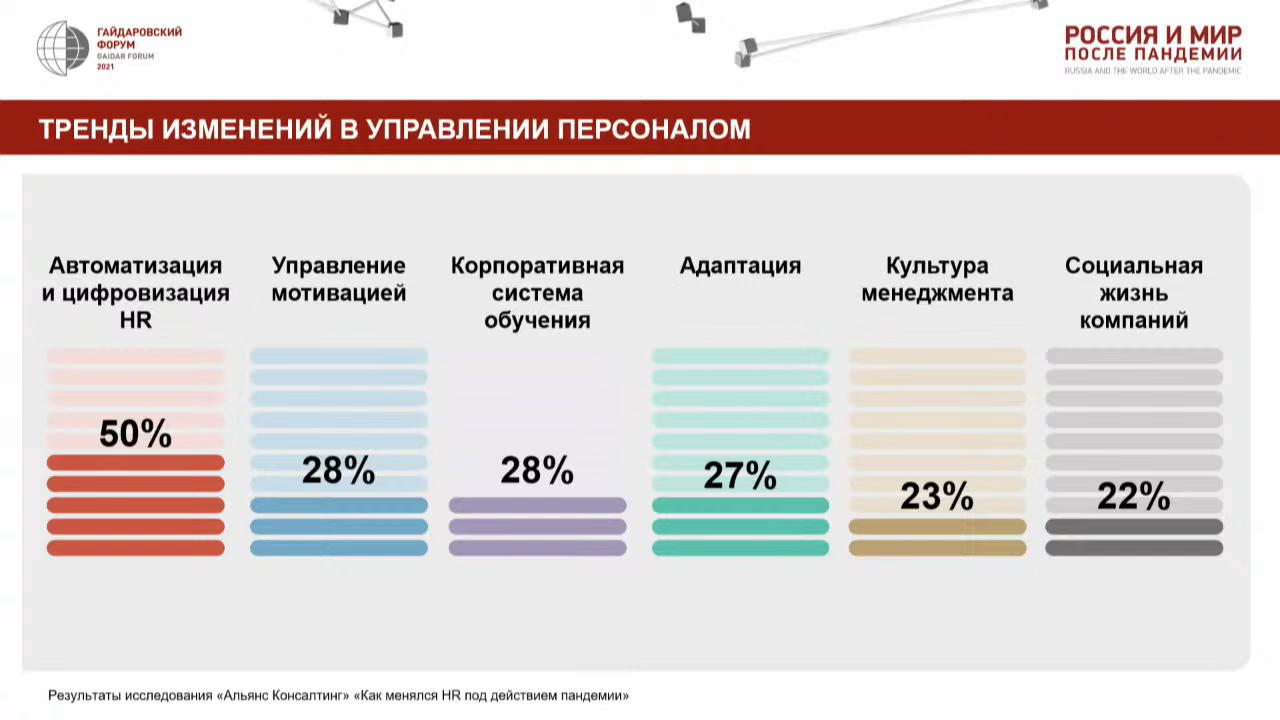 ГАЙДАРОВСКИЙ
ФОРУМ
GAIDAR FORUM
2021
РОССИЯ И МИР
ПОСЛЕ ПАНДЕМИИ
RUSSIA AND THE WORLD AFTER THE PANDEMIC
ТРЕНДЫ ИЗМЕНЕНИЙ В УПРАВЛЕНИИ ПЕРСОНАЛОМ
Автоматизация
и цифровизация
HR
50%
Управление
мотивацией
28%
Корпоративная
система
обучения
28%
Адаптация
27%
Культура
менеджмента
23%
Социальная
жизнь
компаний
22%
Результаты исследования «Альянс Консалтинг» «Как менялся HR под действием пандемии»